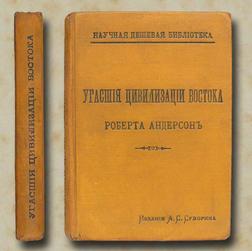 УГАСШІЯ ЦИВИЛИЗАЦІИ ВОСТОКА
НАУЧНАЯ ДЕШЕВАЯ БИБЛІОТЕКА
УГАСШІЯ ЦИВИЛИЗАЦІИ ВОСТОКА
РОБЕРТА АНДЕРСОНЪ
Изданіе А. С. Суворина